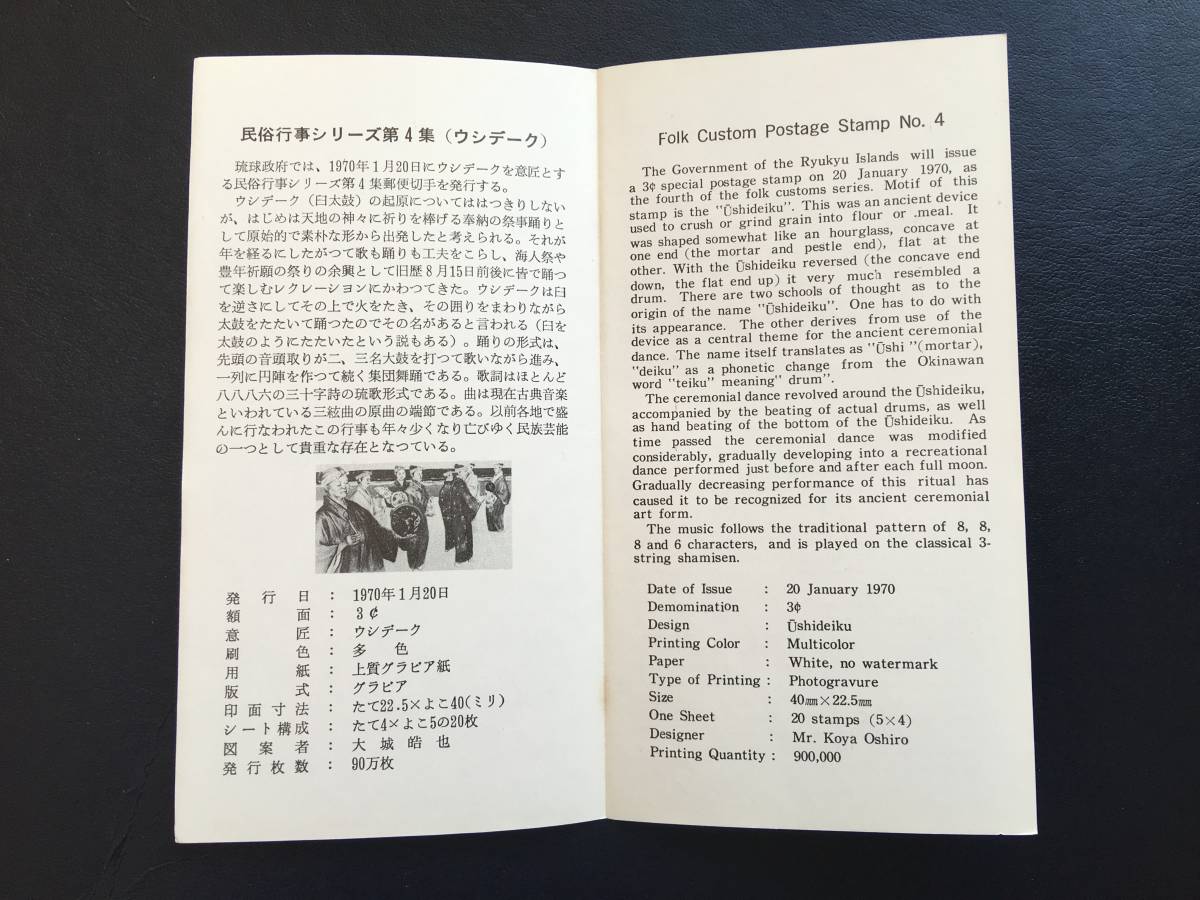 民俗行事シリーズ第4集（ウシデーク）
琉球政府では、1970年1月20日にウシデークを意匠とす
る民俗行事シリーズ第4集郵便切手を発行する。
ウシデーク（臼太鼓）の起原についてははつきりしない
が、はじめは天地の神々に祈りを捧げる奉納の祭事踊りと
して原始的で素朴な形から出発したと考えられる。それが
年を経るにしたがつて歌も踊りも工夫をこらし、海人祭や
豊年祈願の祭りの余興として旧歴8月15日前後に皆で踊つ
て楽しむレクレーションにかわつてきた。ウシデークは臼
を逆さにしてその上で火をたき、その囲りをまわりながら
太鼓をたたいて踊つたのでその名があると言われる（臼を
太鼓のようにたたいたという説もある）。踊りの形式は、
先頭の音頭取りが二、三名大鼓を打つて歌いながら進み、
一列に円陣を作つて続く集団舞踊である。歌詞はほとんど
八八八六の三十字詩の琉歌形式である。曲は現在古典音楽
といわれている三絃曲の原曲の端節である。以前各地で盛
んに行なわれたこの行事も年々少くなり亡びゆく民族芸能
の一つとして貴重な存在となつている。
発行日：1970年1月20日
額面：3￠
意匠：ウシデーク
刷色：多色
用紙：上質グラビア紙
版式：グラビア
印面寸法：たて22.5×よこ40(ミリ)
シート構成：たて4×よこ5の20枚
図案者：大城皓也
発行枚数：90万枚
Folk Custom Postage Stamp No. 4
The Government of the Ryukyu Islands will issue
a 3¢ special postage stamp on 20 January 1970, as
the fourth of the folk customs series. Motif of this
stamp is the "Ūshideiku". This was an ancient device
used to crush or grind grain into flour or .meal. It
was shaped somewhat like an hourglass, concave at
one end (the mortar and pestle end), flat at the
other. With the Ūshideiku reversed (the concave end
down, the flat end up) it very much resembled a
drum. There are two schools of thought as to the
origin of the name "Ūshideiku". One has to do with
its appearance. The other derives from use of the
device as a central theme for the ancient ceremonial
dance. The name itself translates as "Ūshi "(mortar),
"deiku" as a phonetic change from the Okinawan
word "teiku" meaning" drum".
The ceremonial dance revolved around the Ūshideiku,
accompanied by the beating of actual drums, as well
as hand beating of the bottom of the Ūshideiku. As
time passed the ceremonial dance was modified
considerably, gradually developing into a recreational
dance performed just before and after each full moon.
Gradually decreasing performance of this ritual has
caused it to be recognized for its ancient ceremonial
art form.
The music follows the traditional pattern of 8, 8,
8 and 6 characters, and is played on the classical 3-
string shamisen.
Date of Issue : 20 January 1970
Demomination : 3¢
Design : Ūshideiku
Printing Color : Multicolor
Paper : White, no watermark
Type of Printing : Photogravure
Size : 40㎜×22.5㎜
One Sheet : 20 stamps (5×4)
Designer : Mr. Koya Oshiro
Printing Quantity : 900,000